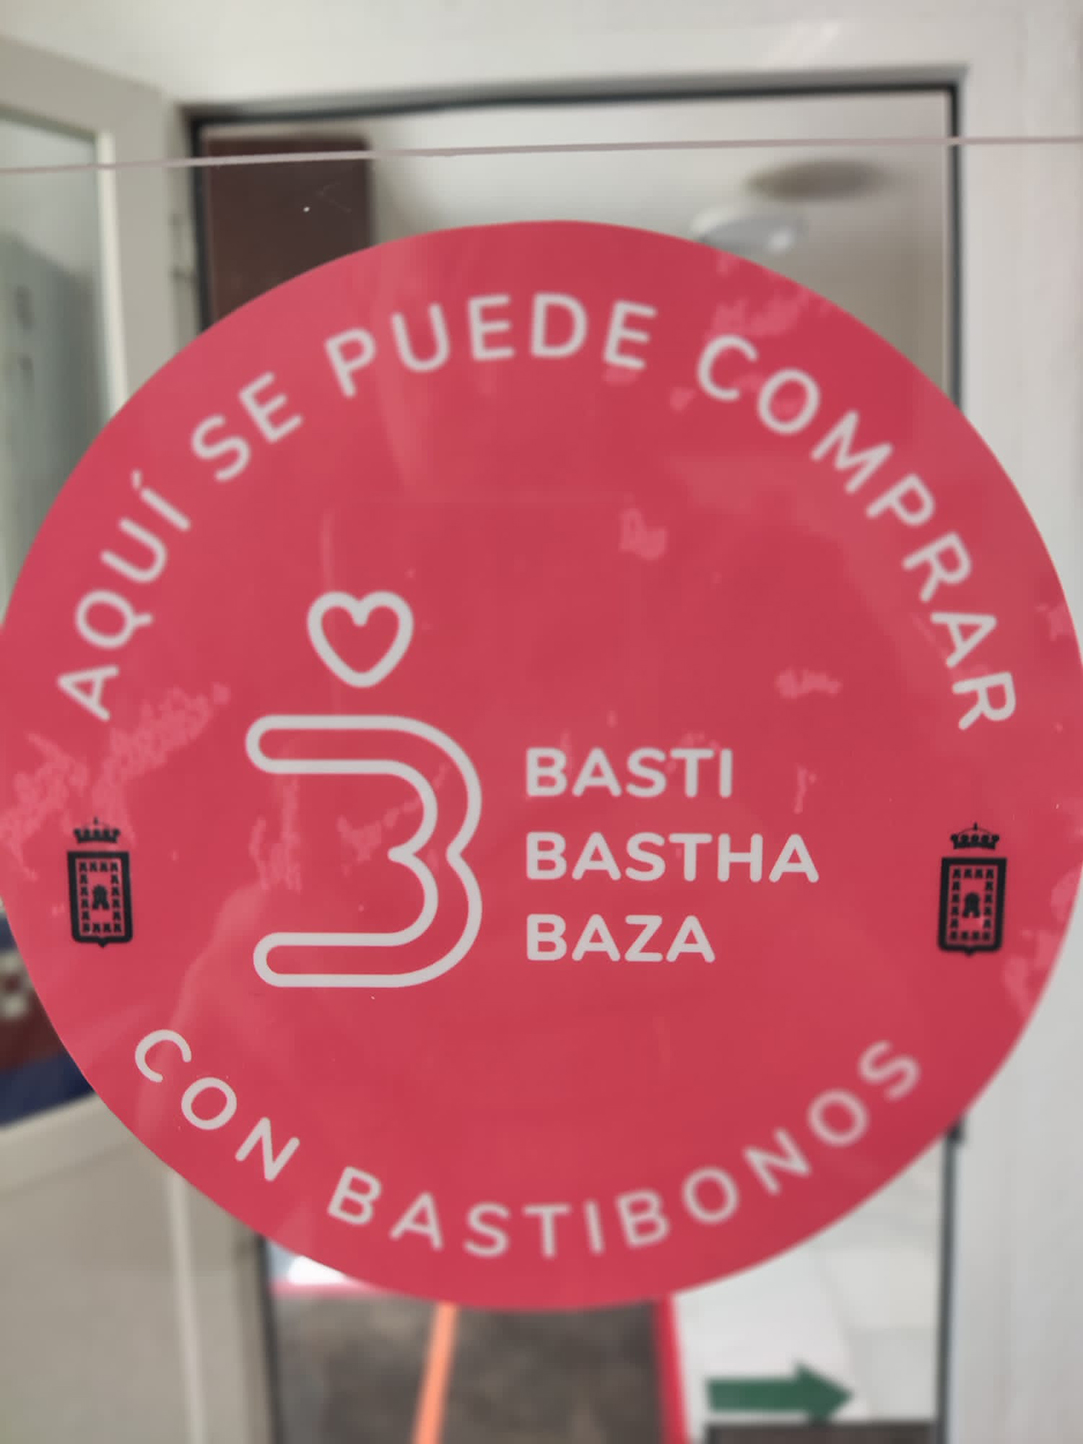 AQUÍ SE PUEDE COMPRAR
BASTI
BASTHA
BAZA
CON BASTIBONOS